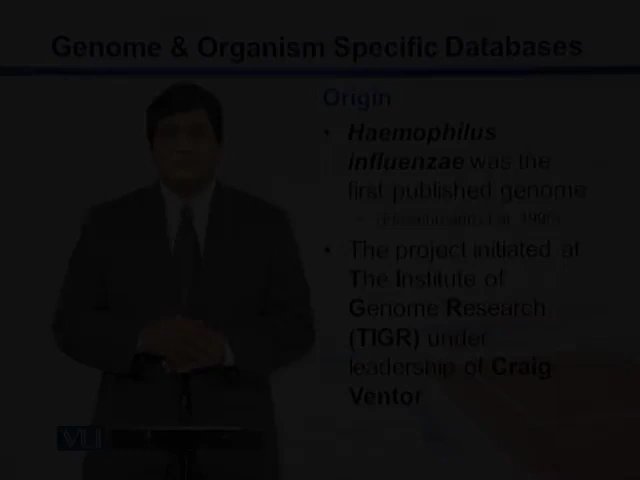 Genome & Organism Specific Databases
Origin
• Haemophilus
influenzae was the
first published genome
• The project initiated at
The Institute of
Genome Research
(TIGR) under
leadership of Craig
Ventor